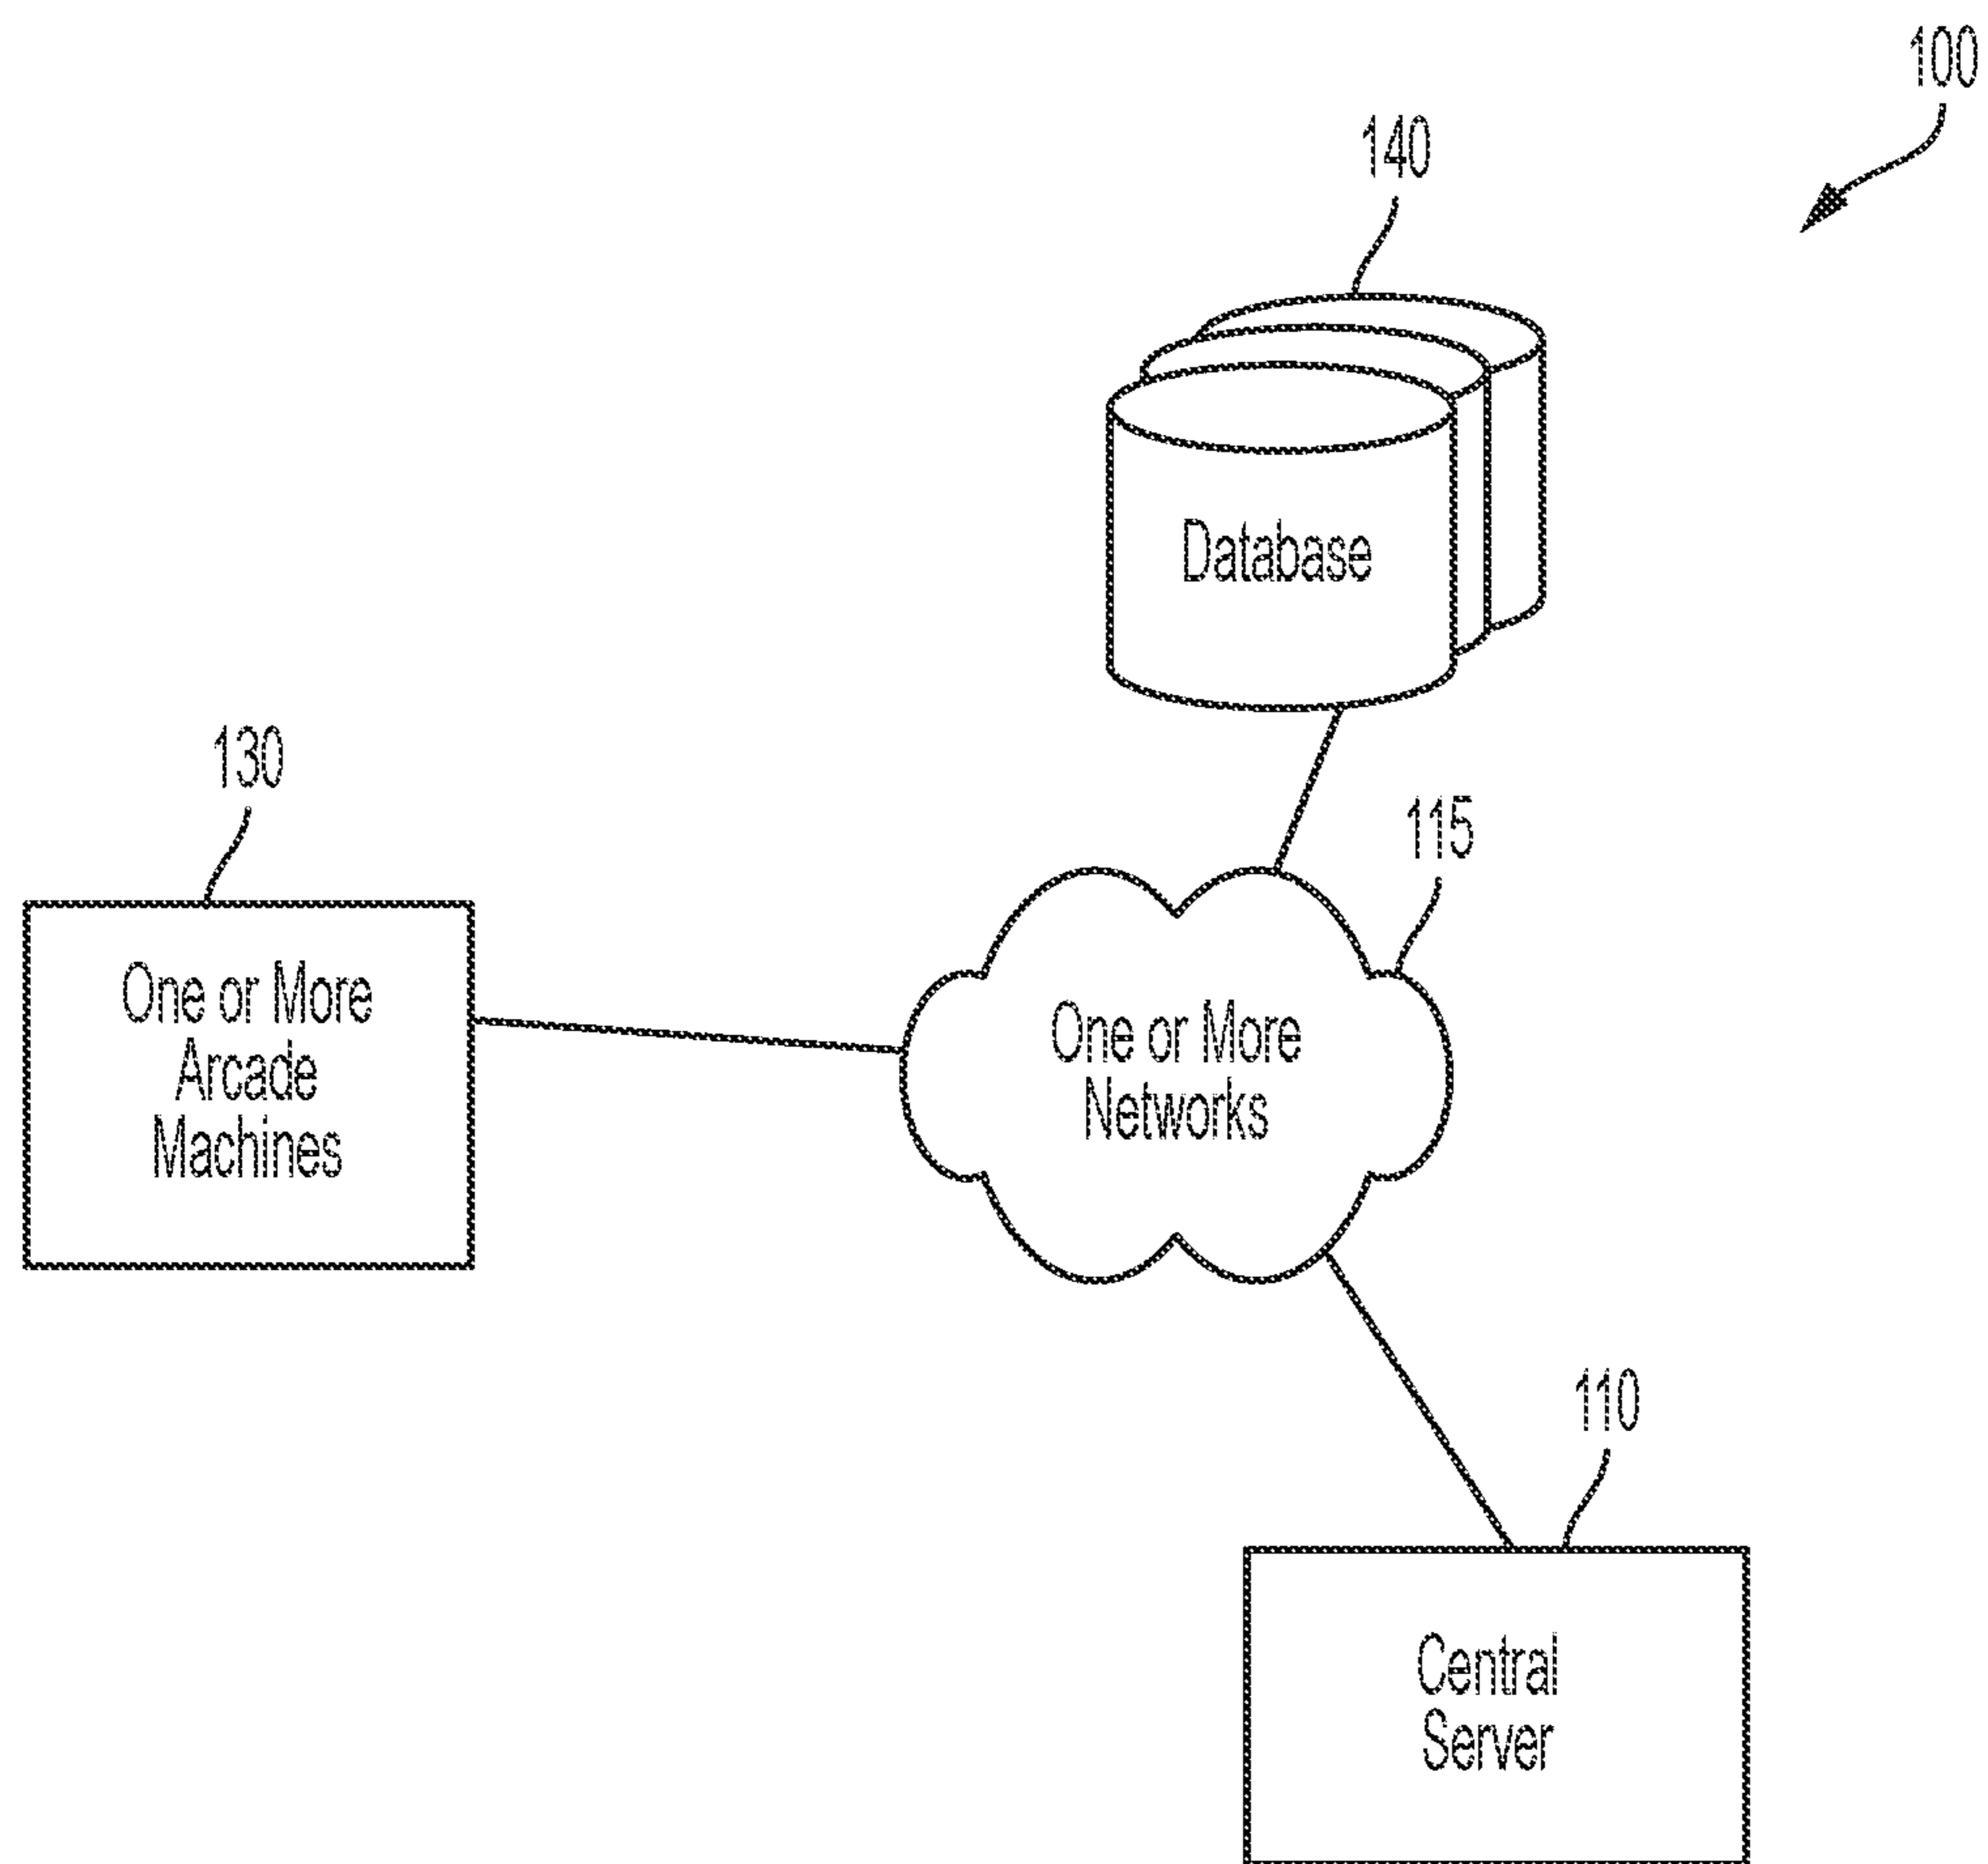 100
140
Database
130
115
One or More
Arcade
Machines
One or More
Networks
110
Central
Server